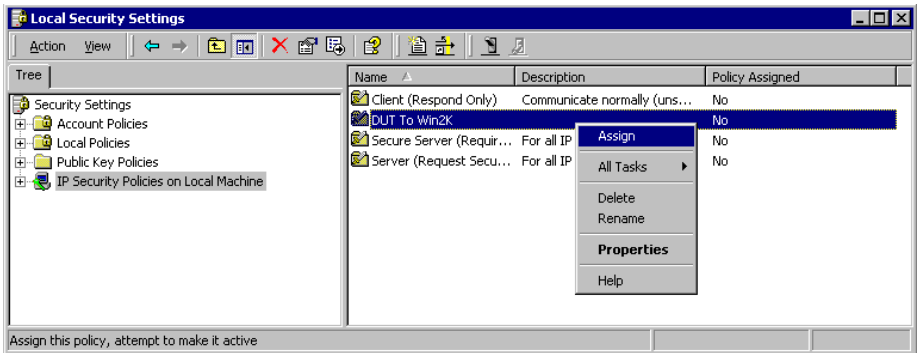 Local Security Settings
Action View
Tree
Name Description Policy Assigned
Security Settings
Account Policies
Local Policies
Public Key Policies
IP Security Policies on Local Machine
Client (Respond Only) Communicate normally (uns... No
DUT To Win2K No
Secure Server (Requir... For all IP No
Server (Request Secu... For all IP No
Assign
All Tasks
Delete
Rename
Properties
Help
Assign this policy, attempt to make it active